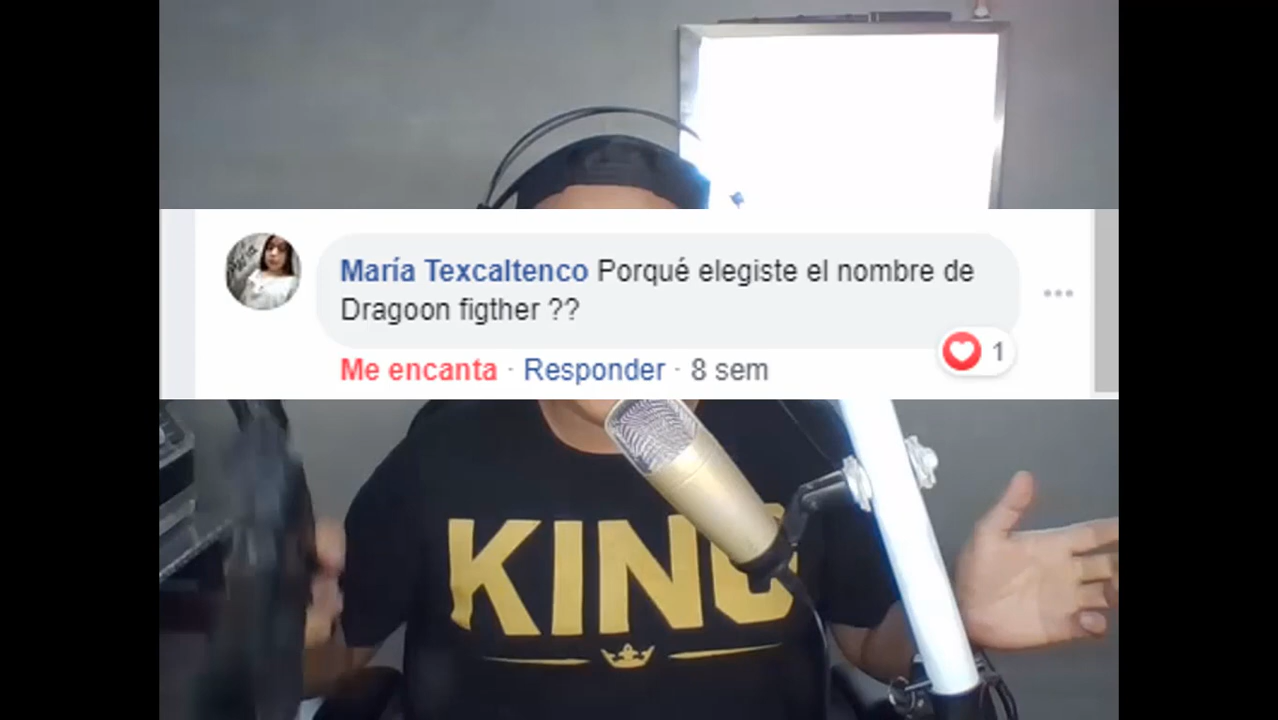 María Texcaltenco Porqué elegiste el nombre de
Dragoon figther ??
1
Me encanta · Responder · 8 sem
KING